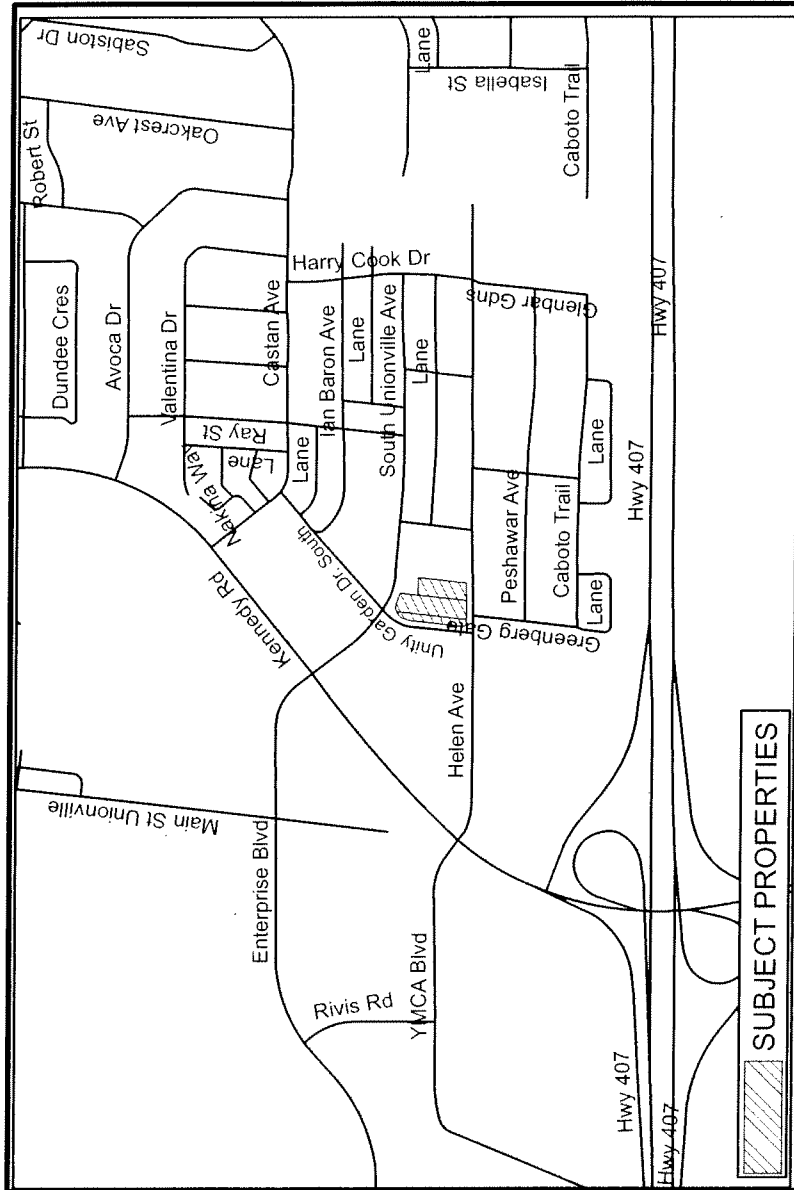 Sabiston Dr
Oakcrest Ave
Robert St
Dundee Cres
Avoca Dr
Valentina Dr
Castan Ave
Harry Cook Dr
Ian Baron Ave
Lane
South Unionville Ave
Lane
Glenbar Gdns
Lane
Isabella St
Caboto Trail
Hwy 407
Ray St
Lane
Nakina Way
Lane
Kennedy Rd
Unity Garden Dr. South
Peshawar Ave
Caboto Trail
Lane
Lane
Hwy 407
Greenberg Gate
Helen Ave
Main St Unionville
Enterprise Blvd
Rivis Rd
YMCA Blvd
Hwy 407
Hwy 407
SUBJECT PROPERTIES